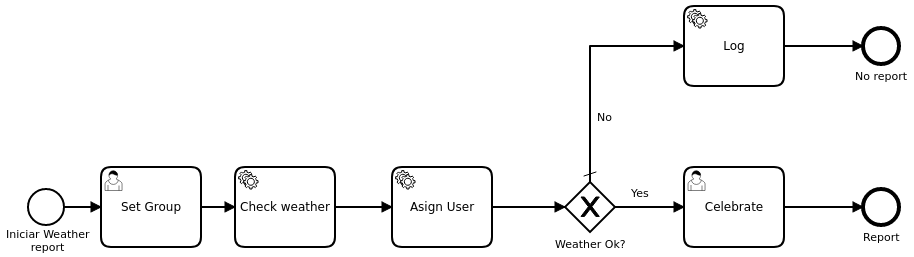 Log
No report
No
Set Group
Check weather
Asign User
Yes
Celebrate
Iniciar Weather
report
Weather Ok?
Report